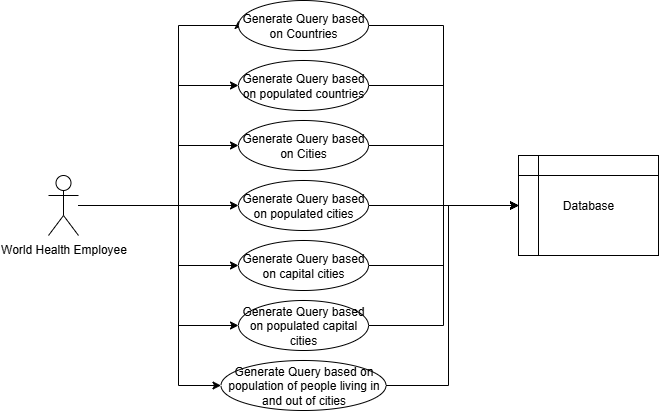 Generate Query based
on Countries
Generate Query based
on populated countries
Generate Query based
on Cities
Generate Query based
on populated cities
World Health Employee
Database
Generate Query based
on capital cities
Generate Query based
on populated capital
cities
Generate Query based on
population of people living in
and out of cities